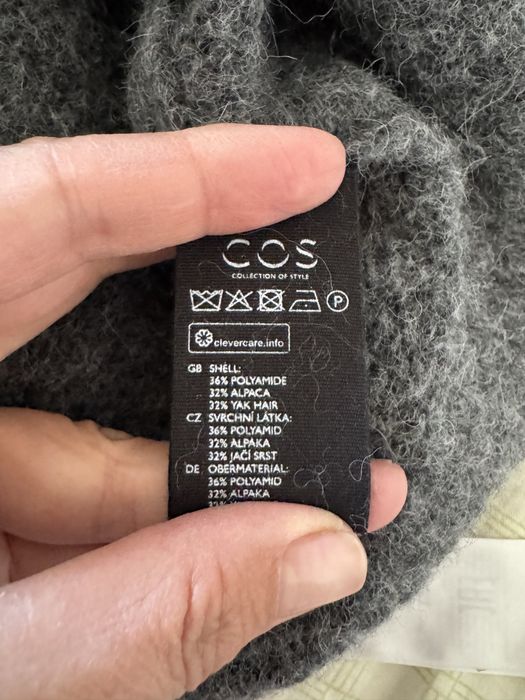 COS
COLLECTION OF STYLE
P
clevercare.info
GB SHELL:
36% POLYAMIDE
32% ALPACA
32% YAK HAIR
CZ SVRCHNÍ LÁTKA:
36% POLYAMID
32% ALPAKA
32% JAČÍ SRST
DE OBERMATERIAL:
36% POLYAMID
32% ALPAKA